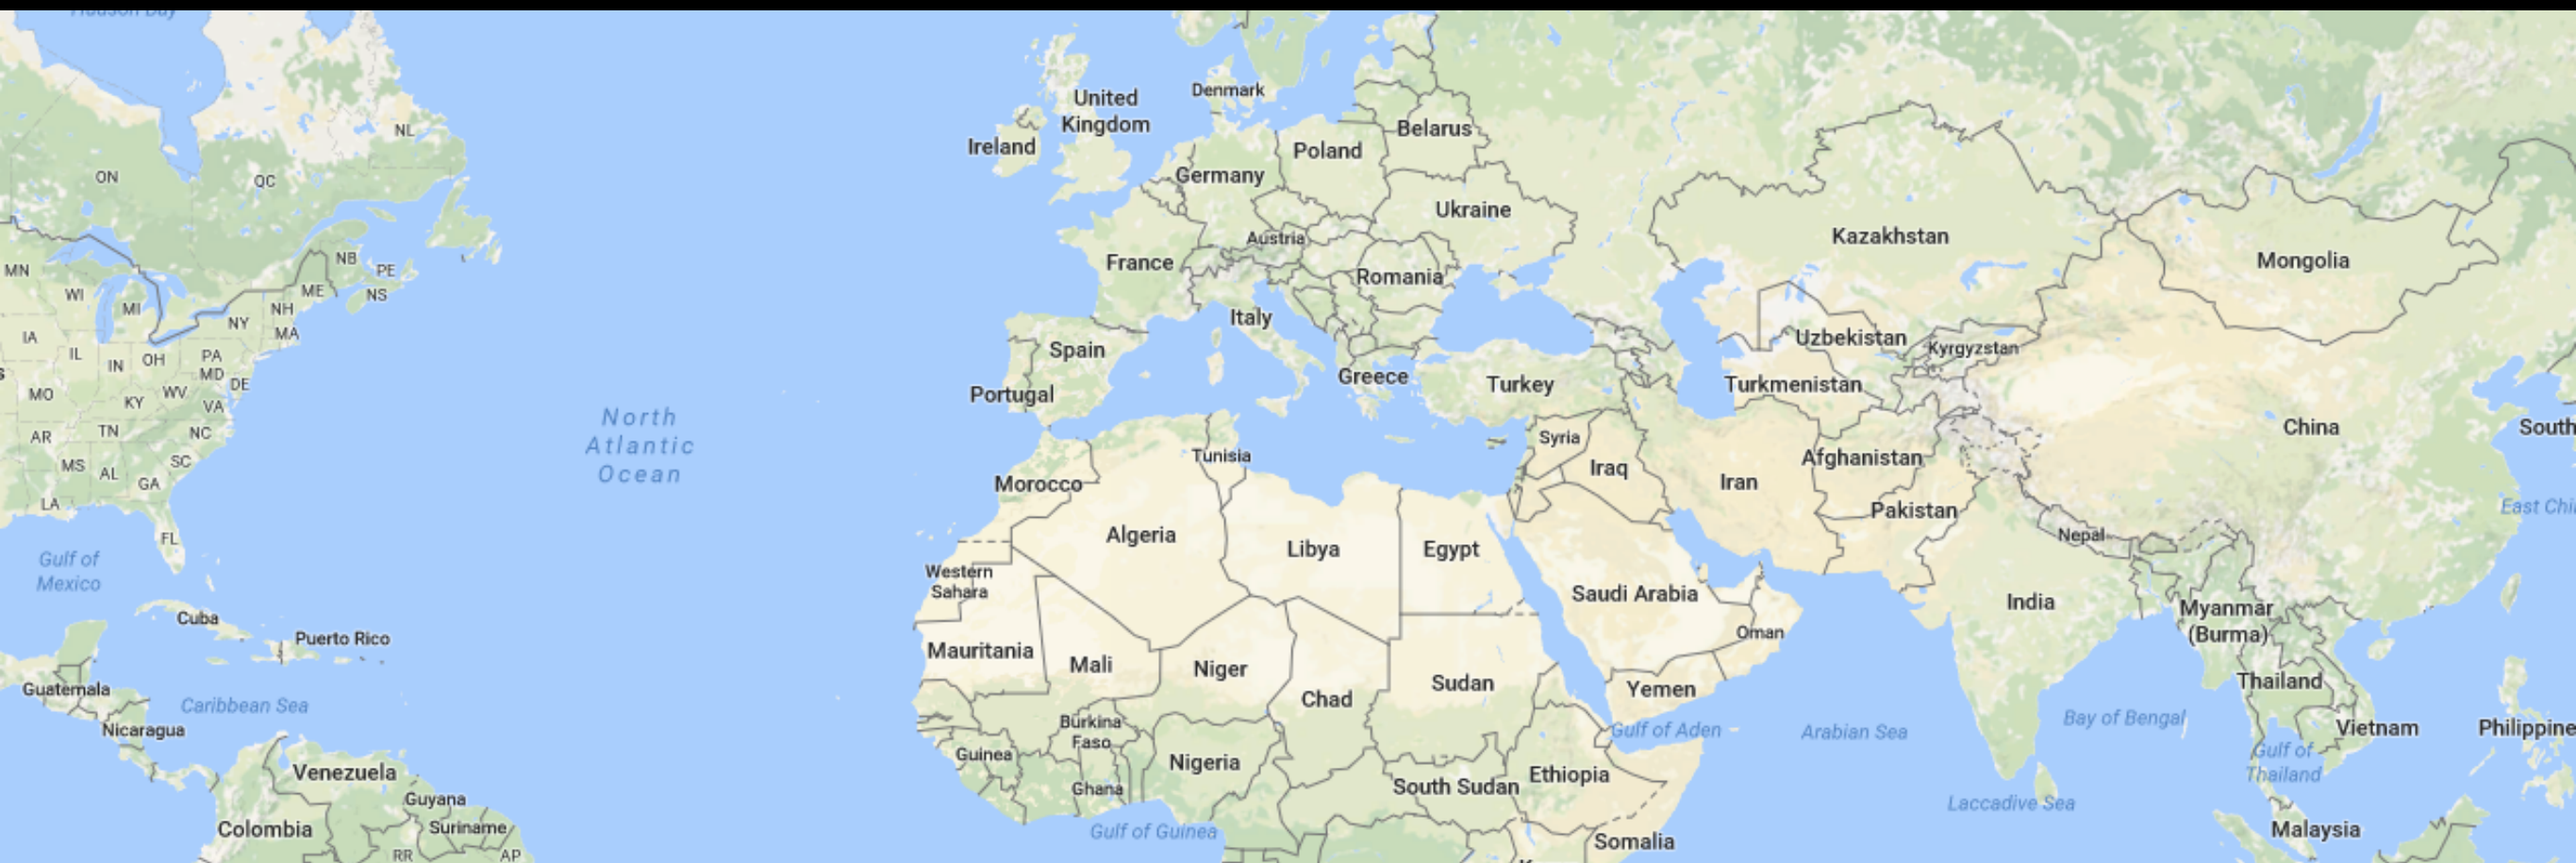 Hudson Bay
NL
ON
QC
MN
WI
MI
NB
PE
ME
NS
NH
NY
MA
IA
IL
IN
OH
PA
MD
DE
MO
KY
WV
VA
AR
TN
NC
MS
AL
SC
GA
LA
FL
Gulf of
Mexico
Cuba
Puerto Rico
Guatemala
Caribbean Sea
Nicaragua
Venezuela
Guyana
Colombia
Suriname
RR
AP
North
Atlantic
Ocean
United
Kingdom
Ireland
Denmark
Belarus
Poland
Germany
Ukraine
Austria
France
Romania
Italy
Spain
Portugal
Greece
Turkey
Kazakhstan
Mongolia
Uzbekistan
Kyrgyzstan
Turkmenistan
China
South
Syria
Iraq
Iran
Afghanistan
Pakistan
Nepal
East Chi
Tunisia
Morocco
Algeria
Libya
Egypt
Western
Sahara
Saudi Arabia
Oman
India
Myanmar
(Burma)
Mauritania
Mali
Niger
Chad
Sudan
Yemen
Thailand
Burkina
Faso
Guinea
Ghana
Nigeria
South Sudan
Ethiopia
Gulf of Aden
Arabian Sea
Bay of Bengal
Vietnam
Philippine
Gulf of
Thailand
Laccadive Sea
Gulf of Guinea
Somalia
Malaysia